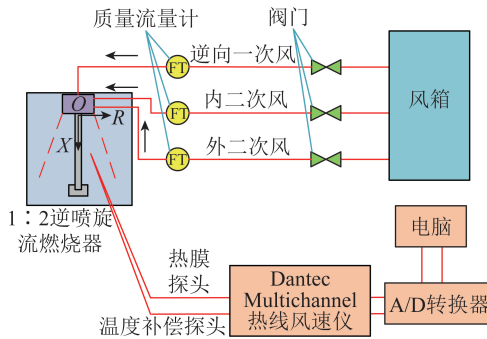 质量流量计
阀门
逆向一次风
FT
内二次风
FT
外二次风
FT
风箱
O
R
X
1∶2逆喷旋
流燃烧器
热膜
探头
温度补偿探头
Dantec
Multichannel
热线风速仪
电脑
A/D转换器